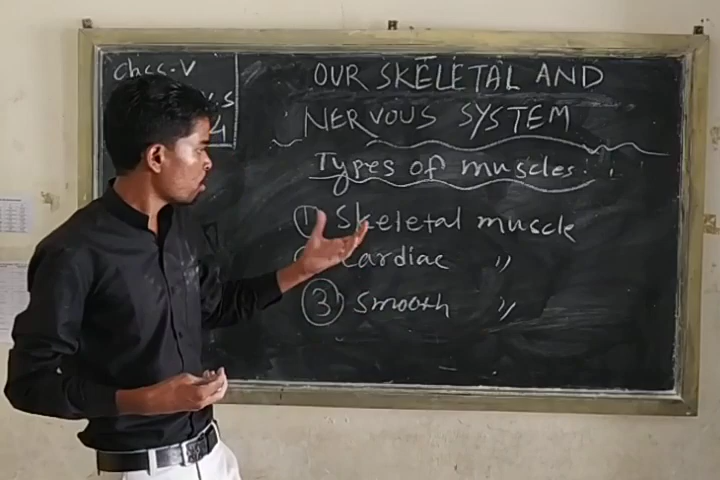 Class-V
OUR SKELETAL AND
NERVOUS SYSTEM
Types of muscles:
① Skeletal muscle
Cardiac 〃
③ Smooth 〃